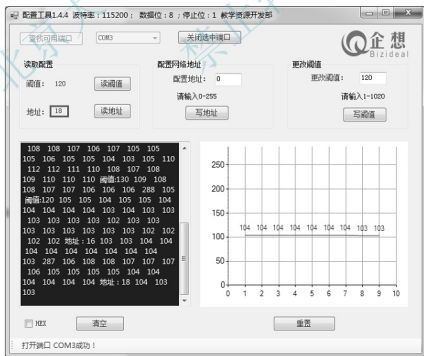 配置工具1.4.4 波特率：115200； 数据位：8 ；停止位：1 教学资源开发部
查找可用端口 COM3 关闭选中端口
企想
Bizideal
读取配置 配置网络地址 更改阈值
阈值： 120 读阈值 配置地址： 0 更改阈值： 120
请输入0-255 请输入1-1020
地址： 18 读地址 写地址 写阈值
108 108 107 106 107 105 105
105 106 105 105 104 103 105 110
112 112 111 110 108 107 108
109 110 110 110 阈值:130 109 108
108 107 107 106 106 106 288 105
阈值:120 105 105 104 105 105 104
104 104 104 104 103 104 103 103
103 103 103 103 102 103 103
103 103 103 103 103 103 102 102
102 102 地址：16 103 103 104 104
104 104 104 104 104 104 104
103 287 106 108 108 107 107 107
106 105 105 105 105 104 104
104 104 104 104 地址：18 104 103
103
250
200
150
104 104 104 104 104 104 104 103 103
100
50
0
0 1 2 3 4 5 6 7 8 9 10
HEX 清空 重置
打开端口 COM3成功！